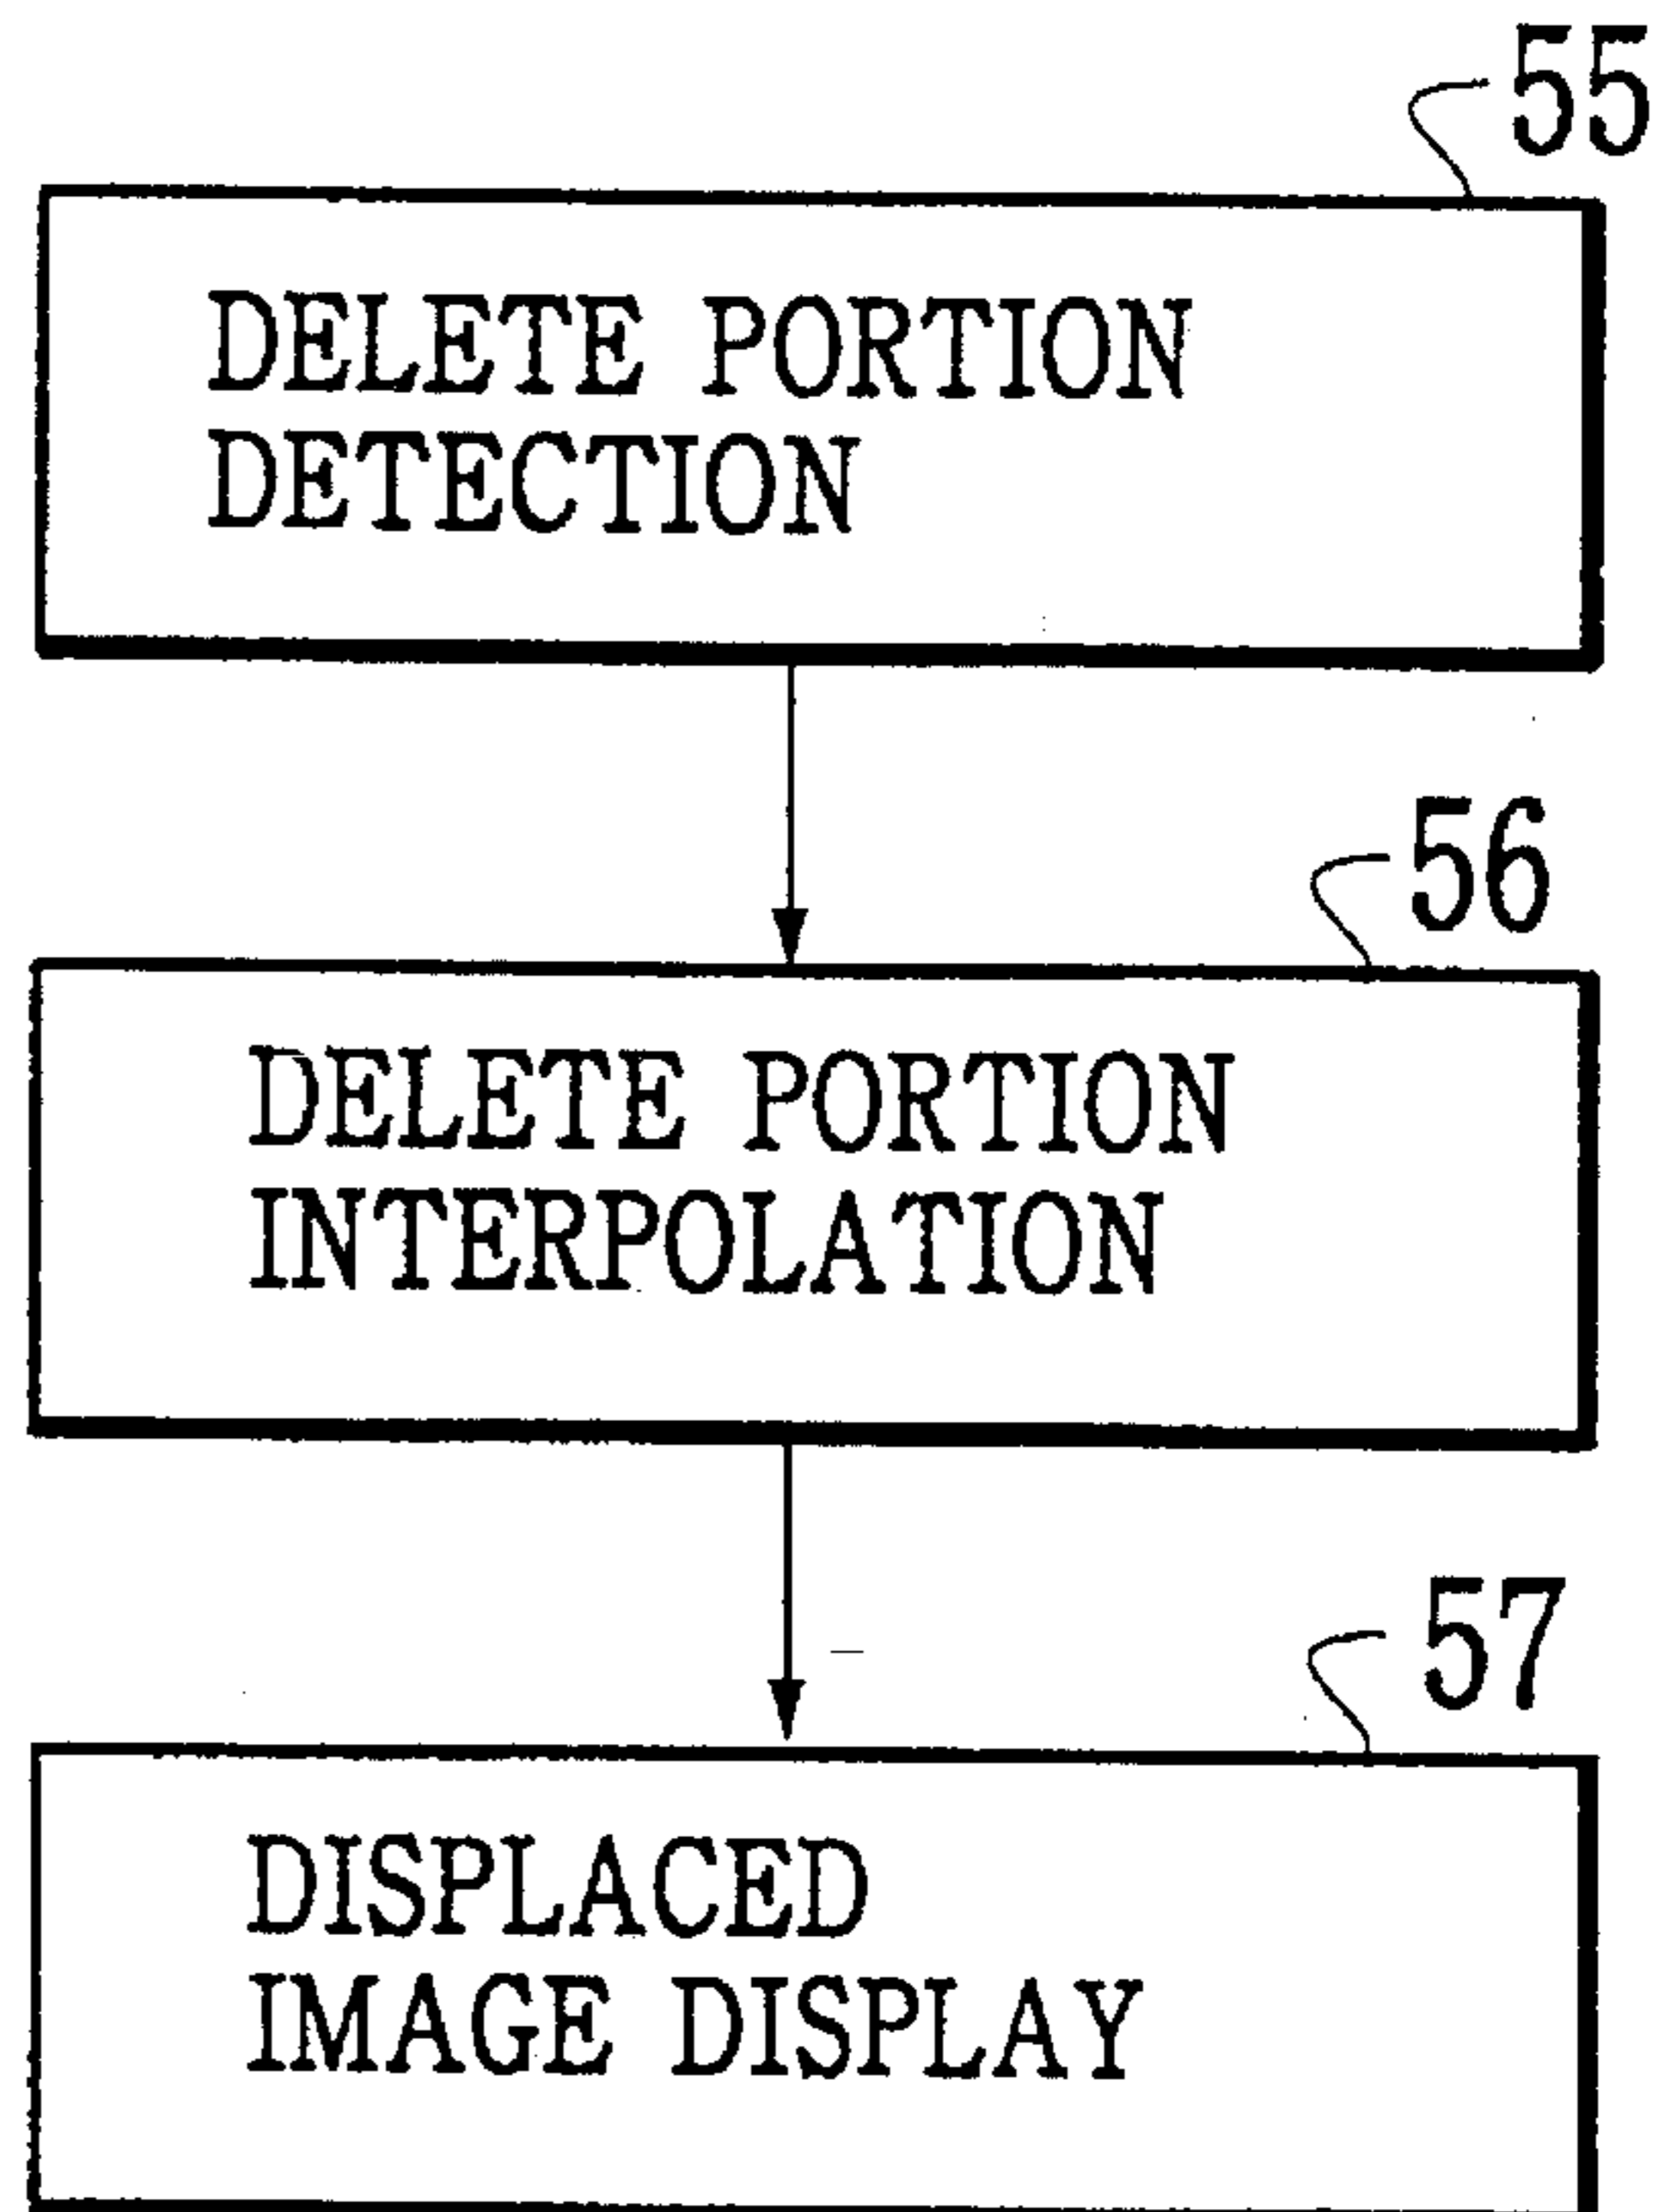 55
DELETE PORTION
DETECTION
56
DELETE PORTION
INTERPOLATION
57
DISPLACED
IMAGE DISPLAY